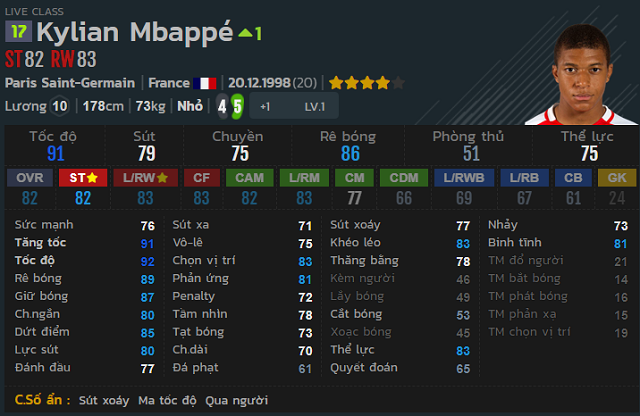 LIVE CLASS
17 Kylian Mbappé 1
ST82 RW83
Paris Saint-Germain | France | 20.12.1998(20) |
Lương 10 | 178cm | 73kg | Nhỏ | 4 5 +1 LV.1
Tốc độ Sút Chuyền Rê bóng Phòng thủ Thể lực
91 79 75 86 51 75
OVR ST L/RW CF CAM L/RM CM CDM L/RWB L/RB CB GK
82 82 83 83 82 83 77 66 69 67 61 24
Sức mạnh 76 Sút xa 71 Sút xoáy 77 Nhảy 73
Tăng tốc 91 Vô-lê 75 Khéo léo 83 Bình tĩnh 81
Tốc độ 92 Chọn vị trí 83 Thăng bằng 78 TM đổ người 21
Rê bóng 89 Phản ứng 81 Kèm người 46 TM bắt bóng 14
Giữ bóng 87 Penalty 72 Lấy bóng 49 TM phát bóng 16
Ch.ngắn 80 Tầm nhìn 78 Cắt bóng 53 TM phản xạ 15
Dứt điểm 85 Tạt bóng 73 Xoạc bóng 45 TM chọn vị trí 19
Lực sút 80 Ch.dài 70 Thể lực 83
Đánh đầu 77 Đá phạt 61 Quyết đoán 65
C.Số ẩn : Sút xoáy Ma tốc độ Qua người